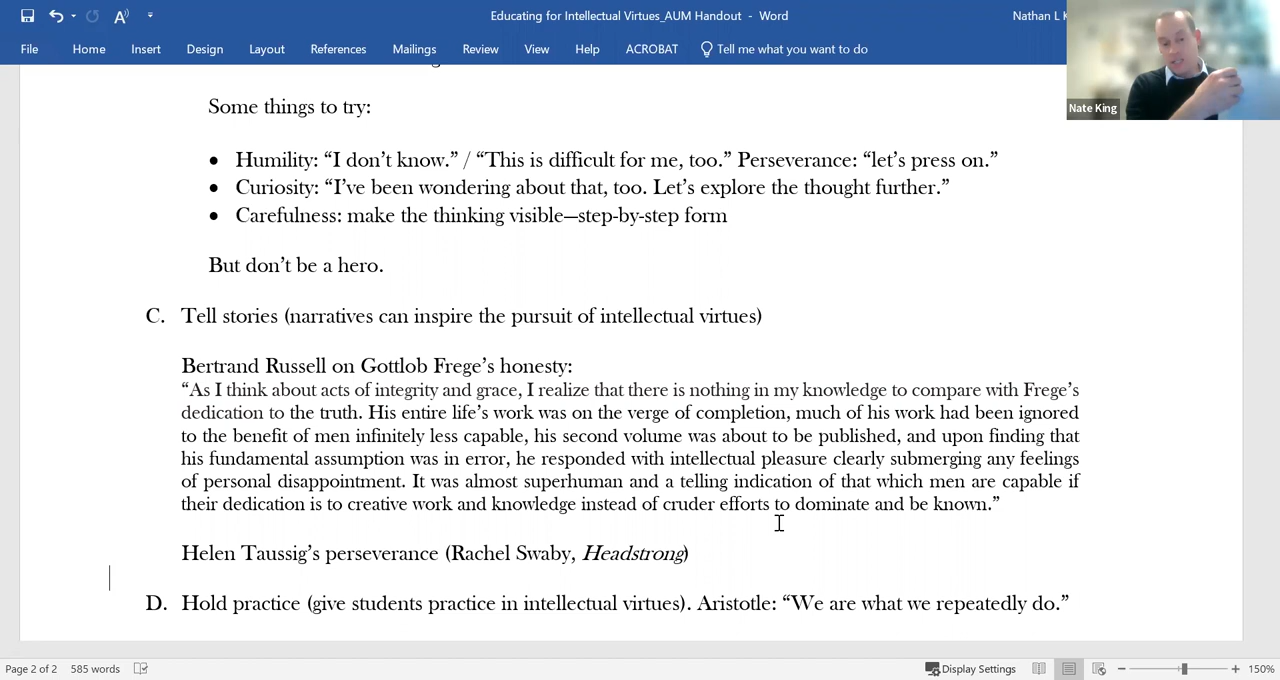 Educating for Intellectual Virtues_AUM Handout - Word
Nathan L K
File Home Insert Design Layout References Mailings Review View Help ACROBAT Tell me what you want to do
Nate King
Some things to try:
• Humility: “I don’t know.” / “This is difficult for me, too.” Perseverance: “let’s press on.”
• Curiosity: “I’ve been wondering about that, too. Let’s explore the thought further.”
• Carefulness: make the thinking visible—step-by-step form
But don’t be a hero.
C. Tell stories (narratives can inspire the pursuit of intellectual virtues)
Bertrand Russell on Gottlob Frege’s honesty:
“As I think about acts of integrity and grace, I realize that there is nothing in my knowledge to compare with Frege’s
dedication to the truth. His entire life’s work was on the verge of completion, much of his work had been ignored
to the benefit of men infinitely less capable, his second volume was about to be published, and upon finding that
his fundamental assumption was in error, he responded with intellectual pleasure clearly submerging any feelings
of personal disappointment. It was almost superhuman and a telling indication of that which men are capable if
their dedication is to creative work and knowledge instead of cruder efforts to dominate and be known.”
Helen Taussig’s perseverance (Rachel Swaby, Headstrong)
D. Hold practice (give students practice in intellectual virtues). Aristotle: “We are what we repeatedly do.”
Page 2 of 2 585 words Display Settings 150%